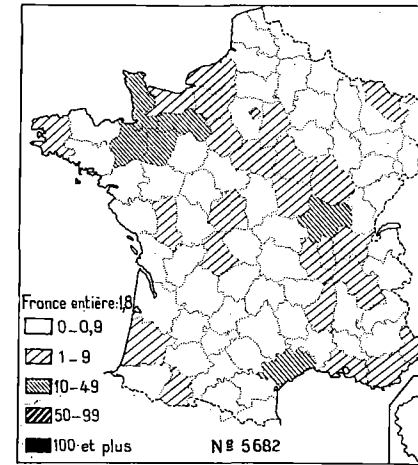 France entière:1,8
0-0,9
1-9
10-49
50-99
100 et plus
Nº 5682